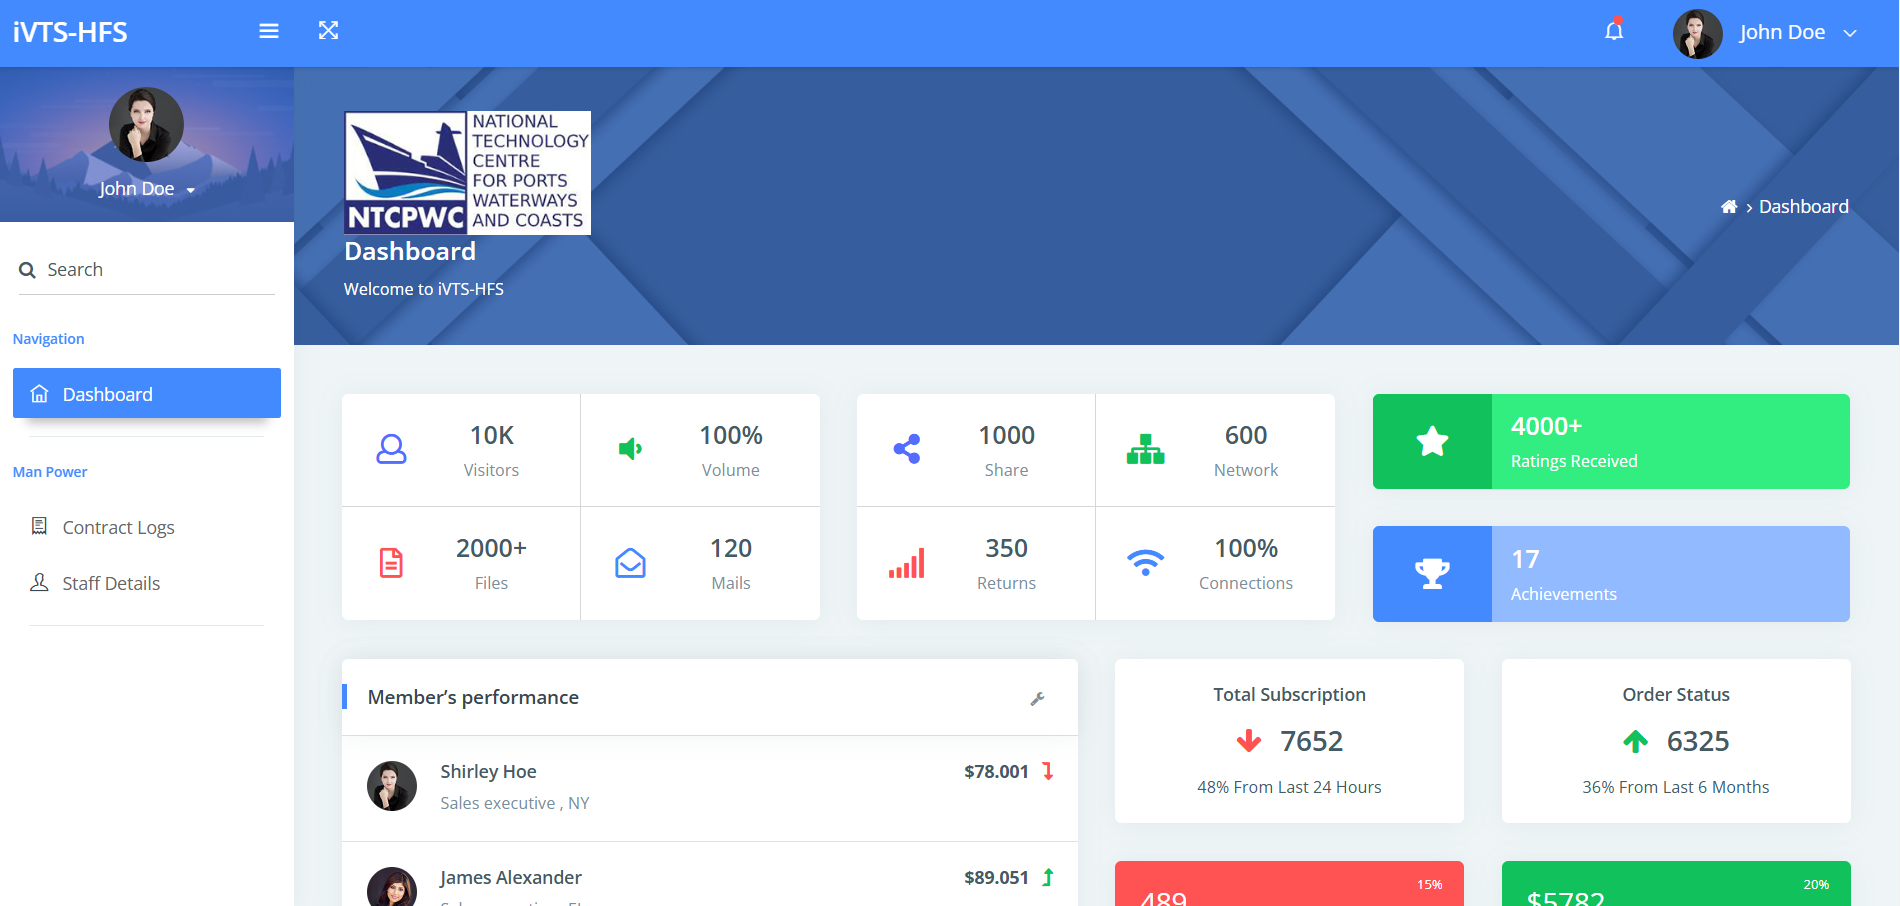 iVTS-HFS
John Doe
John Doe
Search
Navigation
Dashboard
Man Power
Contract Logs
Staff Details
NATIONAL
TECHNOLOGY
CENTRE
FOR PORTS
WATERWAYS
AND COASTS
NTCPWC
Dashboard
Welcome to iVTS-HFS
› Dashboard
10K
Visitors
100%
Volume
2000+
Files
120
Mails
1000
Share
600
Network
350
Returns
100%
Connections
4000+
Ratings Received
17
Achievements
Member’s performance
Shirley Hoe
Sales executive , NY
$78.001
James Alexander
$89.051
Total Subscription
7652
48% From Last 24 Hours
Order Status
6325
36% From Last 6 Months
15%
489
20%
$5782